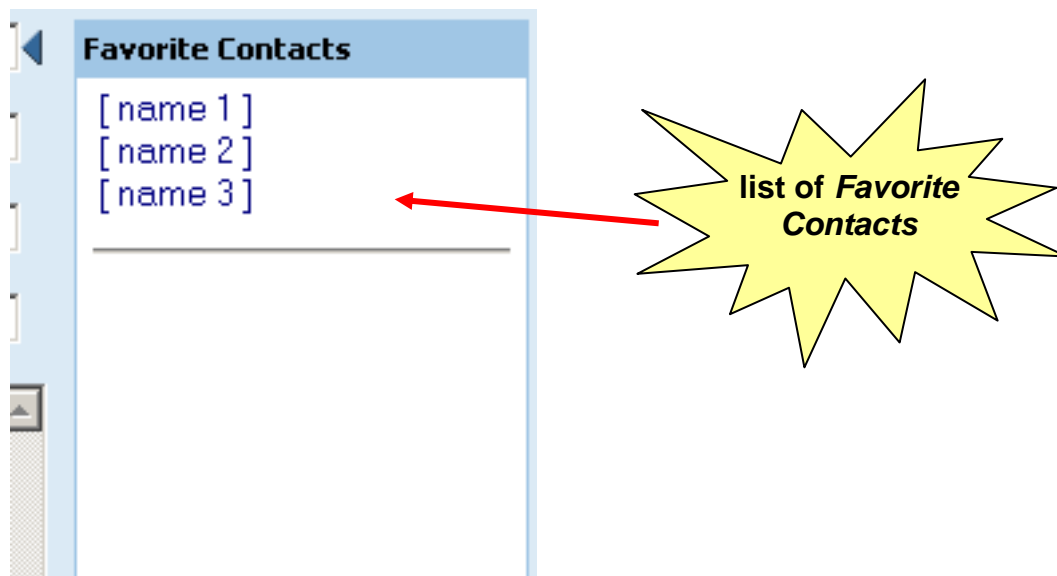 Favorite Contacts
[ name 1 ]
[ name 2 ]
[ name 3 ]
list of Favorite
Contacts